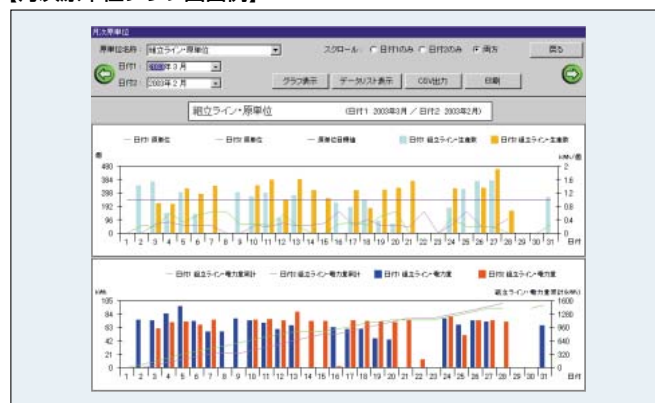 月次原単位
原単位名称: 組立ライン・原単位 スクロール: 日付1のみ 日付2のみ 両方 戻る
日付1: 2003年 3月
日付2: 2003年 2月
グラフ表示 データリスト表示 CSV出力 印刷
組立ライン・原単位 (日付1 2003年3月 / 日付2 2003年2月)
日付1 原単位 日付2 原単位 原単位目標値 日付1 組立ライン・生産数 日付2 組立ライン・生産数
個 kWh/個
480 2
384 1.6
288 1.2
192 0.8
96 0.4
0 0
1 2 3 4 5 6 7 8 9 10 11 12 13 14 15 16 17 18 19 20 21 22 23 24 25 26 27 28 29 30 31 日付
日付1 組立ライン・電力量累計 日付2 組立ライン・電力量累計 日付1 組立ライン・電力量 日付2 組立ライン・電力量
kWh 組立ライン・電力量累計(kWh)
105 1600
84 1280
63 960
42 640
21 320
0 0
1 2 3 4 5 6 7 8 9 10 11 12 13 14 15 16 17 18 19 20 21 22 23 24 25 26 27 28 29 30 31 日付